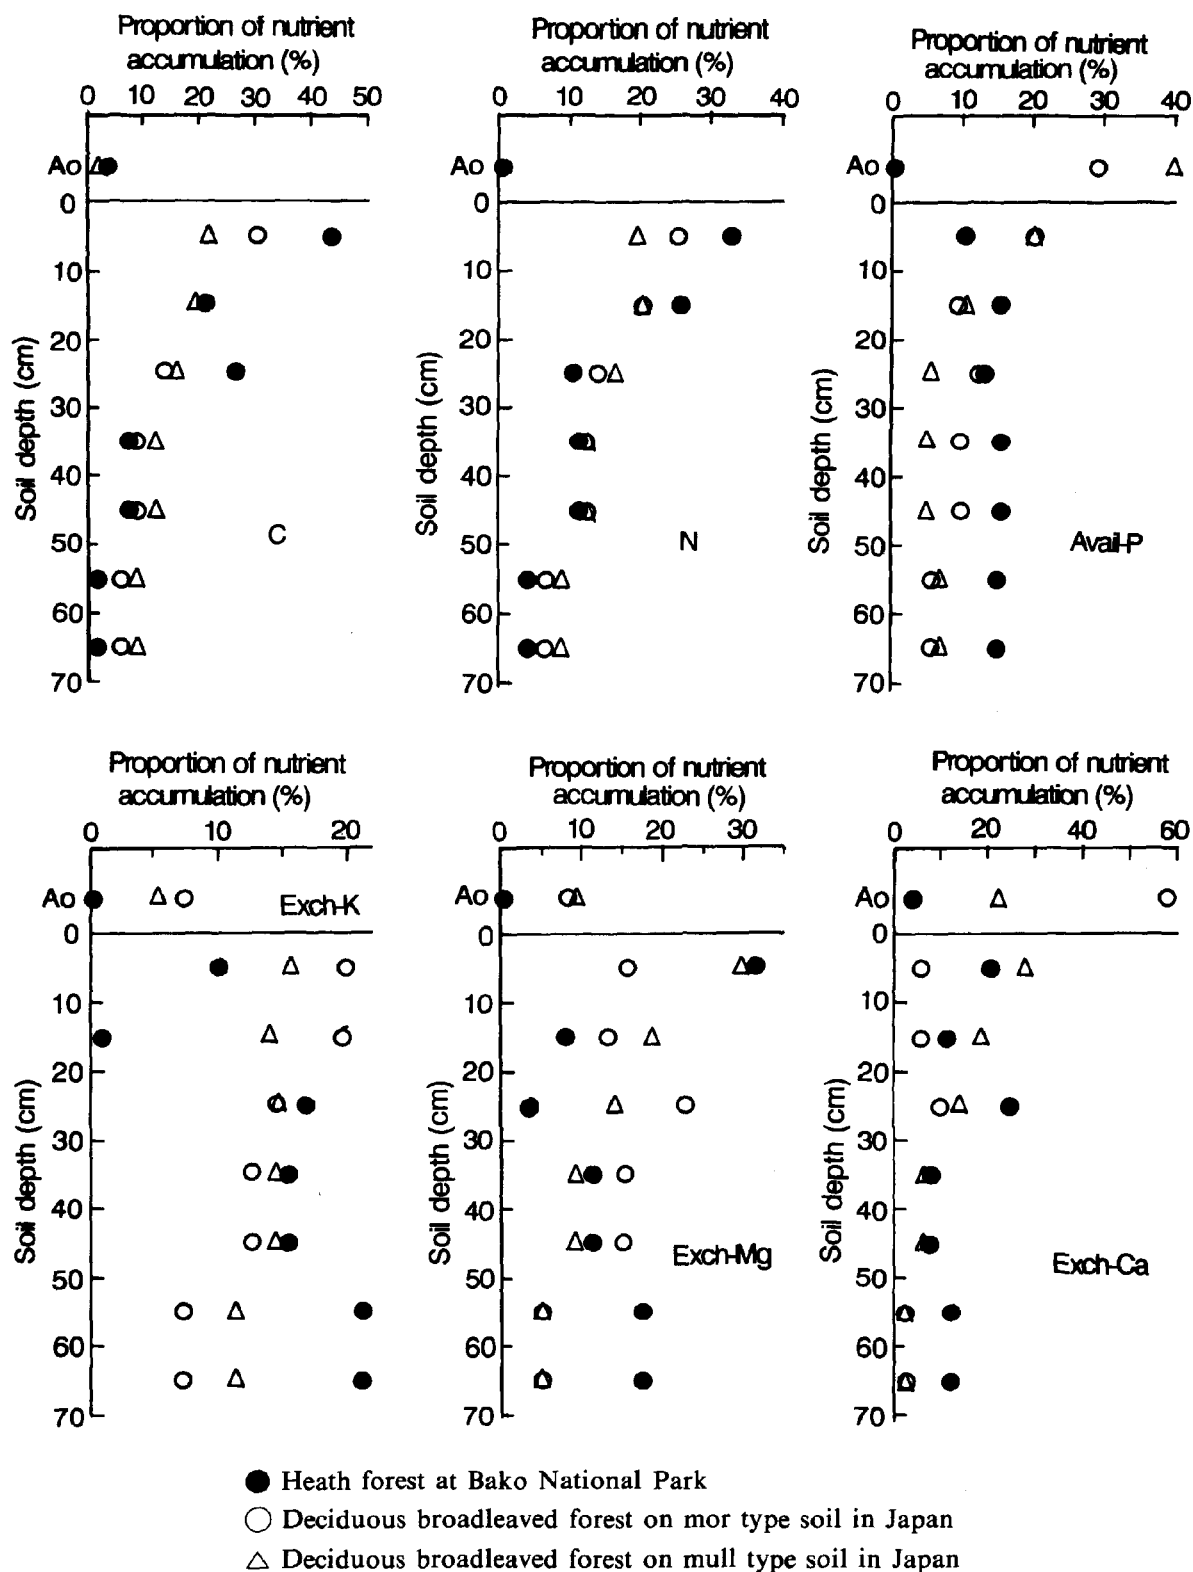 Proportion of nutrient
accumulation (%)
0 10 20 30 40 50
Ao
0
10
20
30
40
50
60
70
Soil depth (cm)
C
Proportion of nutrient
accumulation (%)
0 10 20 30 40
Ao
0
10
20
30
40
50
60
70
Soil depth (cm)
N
Proportion of nutrient
accumulation (%)
0 10 20 30 40
Ao
0
10
20
30
40
50
60
70
Soil depth (cm)
Avail-P
Proportion of nutrient
accumulation (%)
0 10 20
Ao
0
10
20
30
40
50
60
70
Soil depth (cm)
Exch-K
Proportion of nutrient
accumulation (%)
0 10 20 30
Ao
0
10
20
30
40
50
60
70
Soil depth (cm)
Exch-Mg
Proportion of nutrient
accumulation (%)
0 20 40 60
Ao
0
10
20
30
40
50
60
70
Soil depth (cm)
Exch-Ca
Heath forest at Bako National Park
Deciduous broadleaved forest on mor type soil in Japan
Deciduous broadleaved forest on mull type soil in Japan